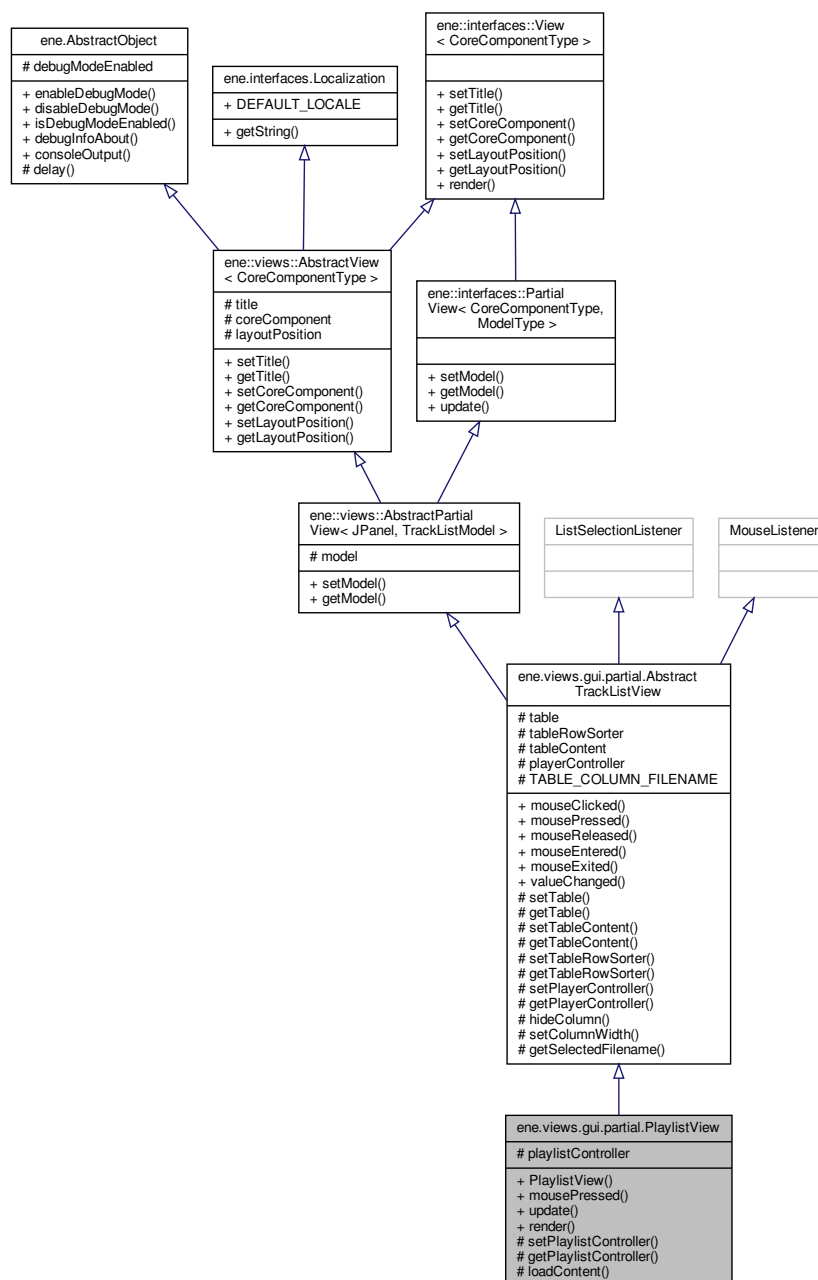 ene.AbstractObject
# debugModeEnabled
+ enableDebugMode()
+ disableDebugMode()
+ isDebugModeEnabled()
+ debugInfoAbout()
+ consoleOutput()
# delay()
ene.interfaces.Localization
+ DEFAULT_LOCALE
+ getString()
ene::interfaces::View
< CoreComponentType >
+ setTitle()
+ getTitle()
+ setCoreComponent()
+ getCoreComponent()
+ setLayoutPosition()
+ getLayoutPosition()
+ render()
ene::views::AbstractView
< CoreComponentType >
# title
# coreComponent
# layoutPosition
+ setTitle()
+ getTitle()
+ setCoreComponent()
+ getCoreComponent()
+ setLayoutPosition()
+ getLayoutPosition()
ene::interfaces::Partial
View< CoreComponentType,
ModelType >
+ setModel()
+ getModel()
+ update()
ene::views::AbstractPartial
View< JPanel, TrackListModel >
# model
+ setModel()
+ getModel()
ListSelectionListener
MouseListener
ene.views.gui.partial.Abstract
TrackListView
# table
# tableRowSorter
# tableContent
# playerController
# TABLE_COLUMN_FILENAME
+ mouseClicked()
+ mousePressed()
+ mouseReleased()
+ mouseEntered()
+ mouseExited()
+ valueChanged()
# setTable()
# getTable()
# setTableContent()
# getTableContent()
# setTableRowSorter()
# getTableRowSorter()
# setPlayerController()
# getPlayerController()
# hideColumn()
# setColumnWidth()
# getSelectedFilename()
ene.views.gui.partial.PlaylistView
# playlistController
+ PlaylistView()
+ mousePressed()
+ update()
+ render()
# setPlaylistController()
# getPlaylistController()
# loadContent()